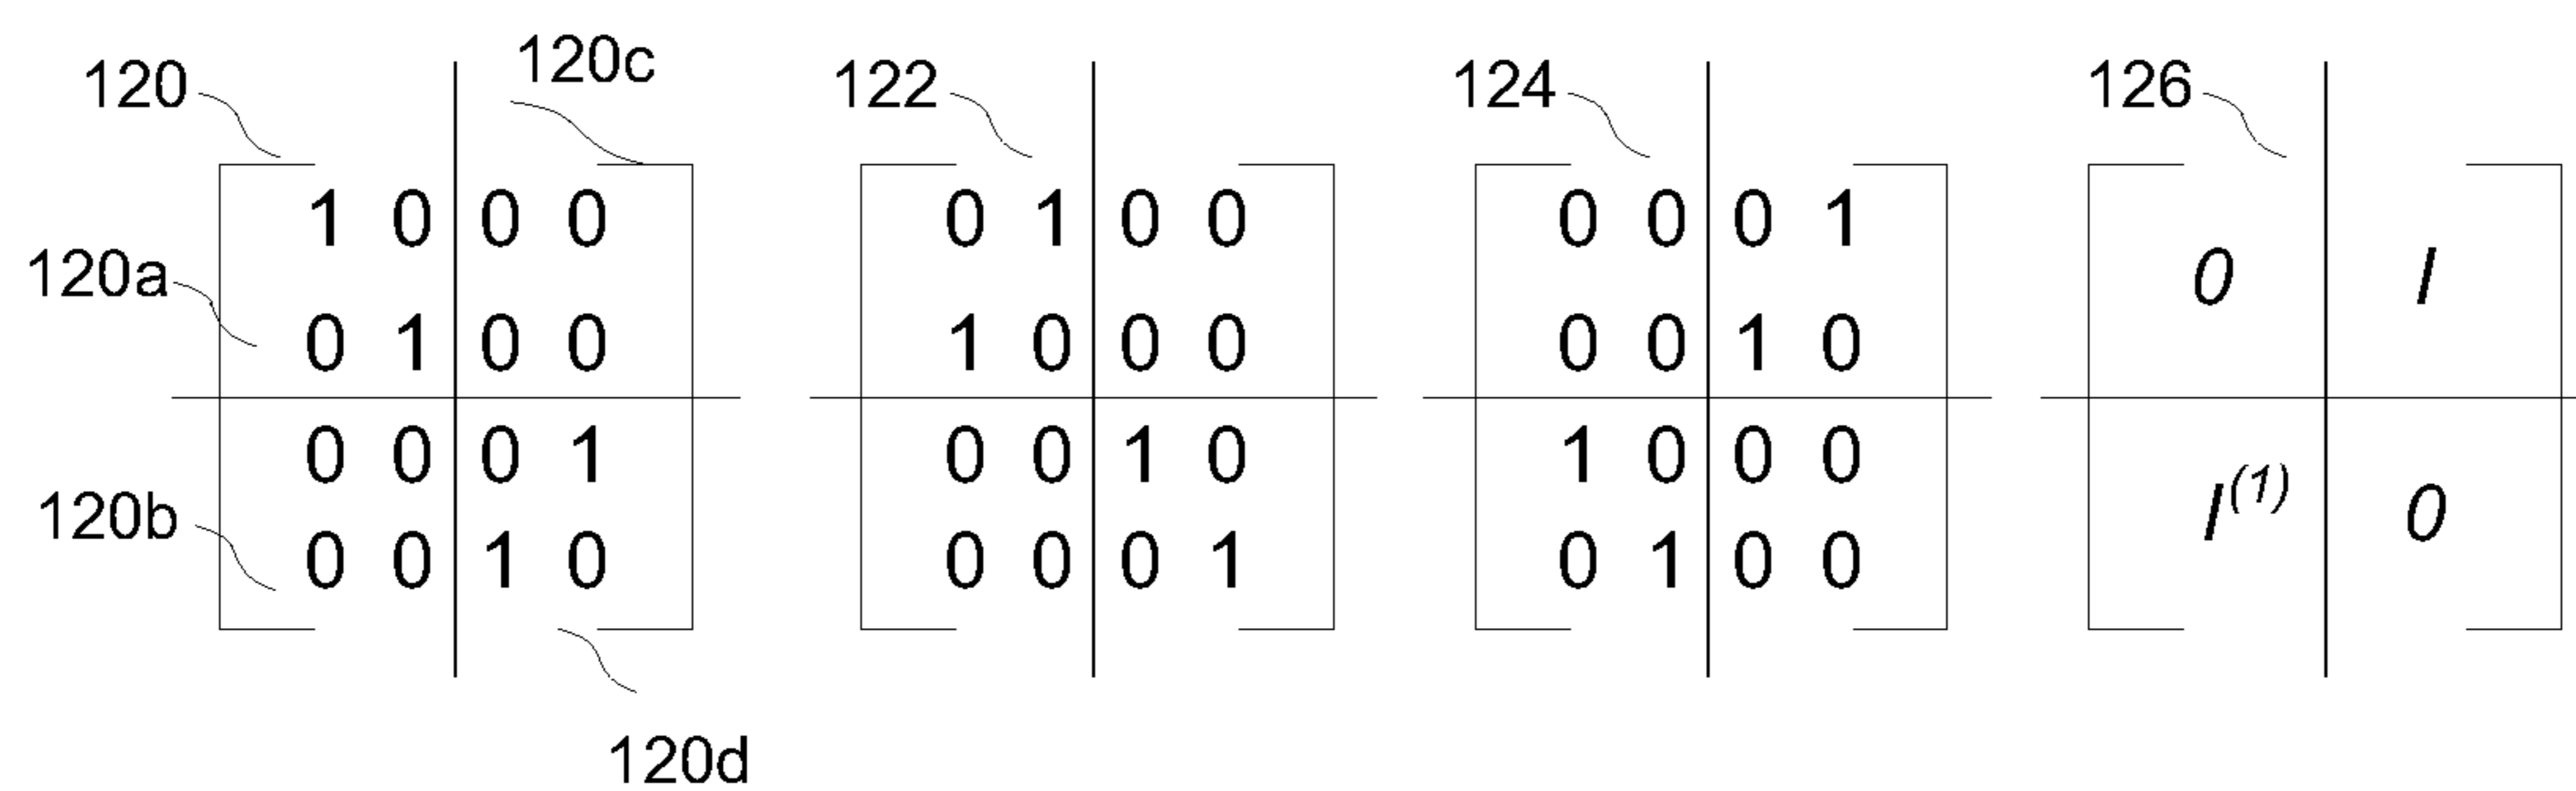 120c
120 122 124 126
1 0 0 0 0 1 0 0 0 0 0 1
120a 0 I
0 1 0 0 1 0 0 0 0 0 1 0
0 0 0 1 0 0 1 0 1 0 0 0
120b I(1) 0
0 0 1 0 0 0 0 1 0 1 0 0
120d